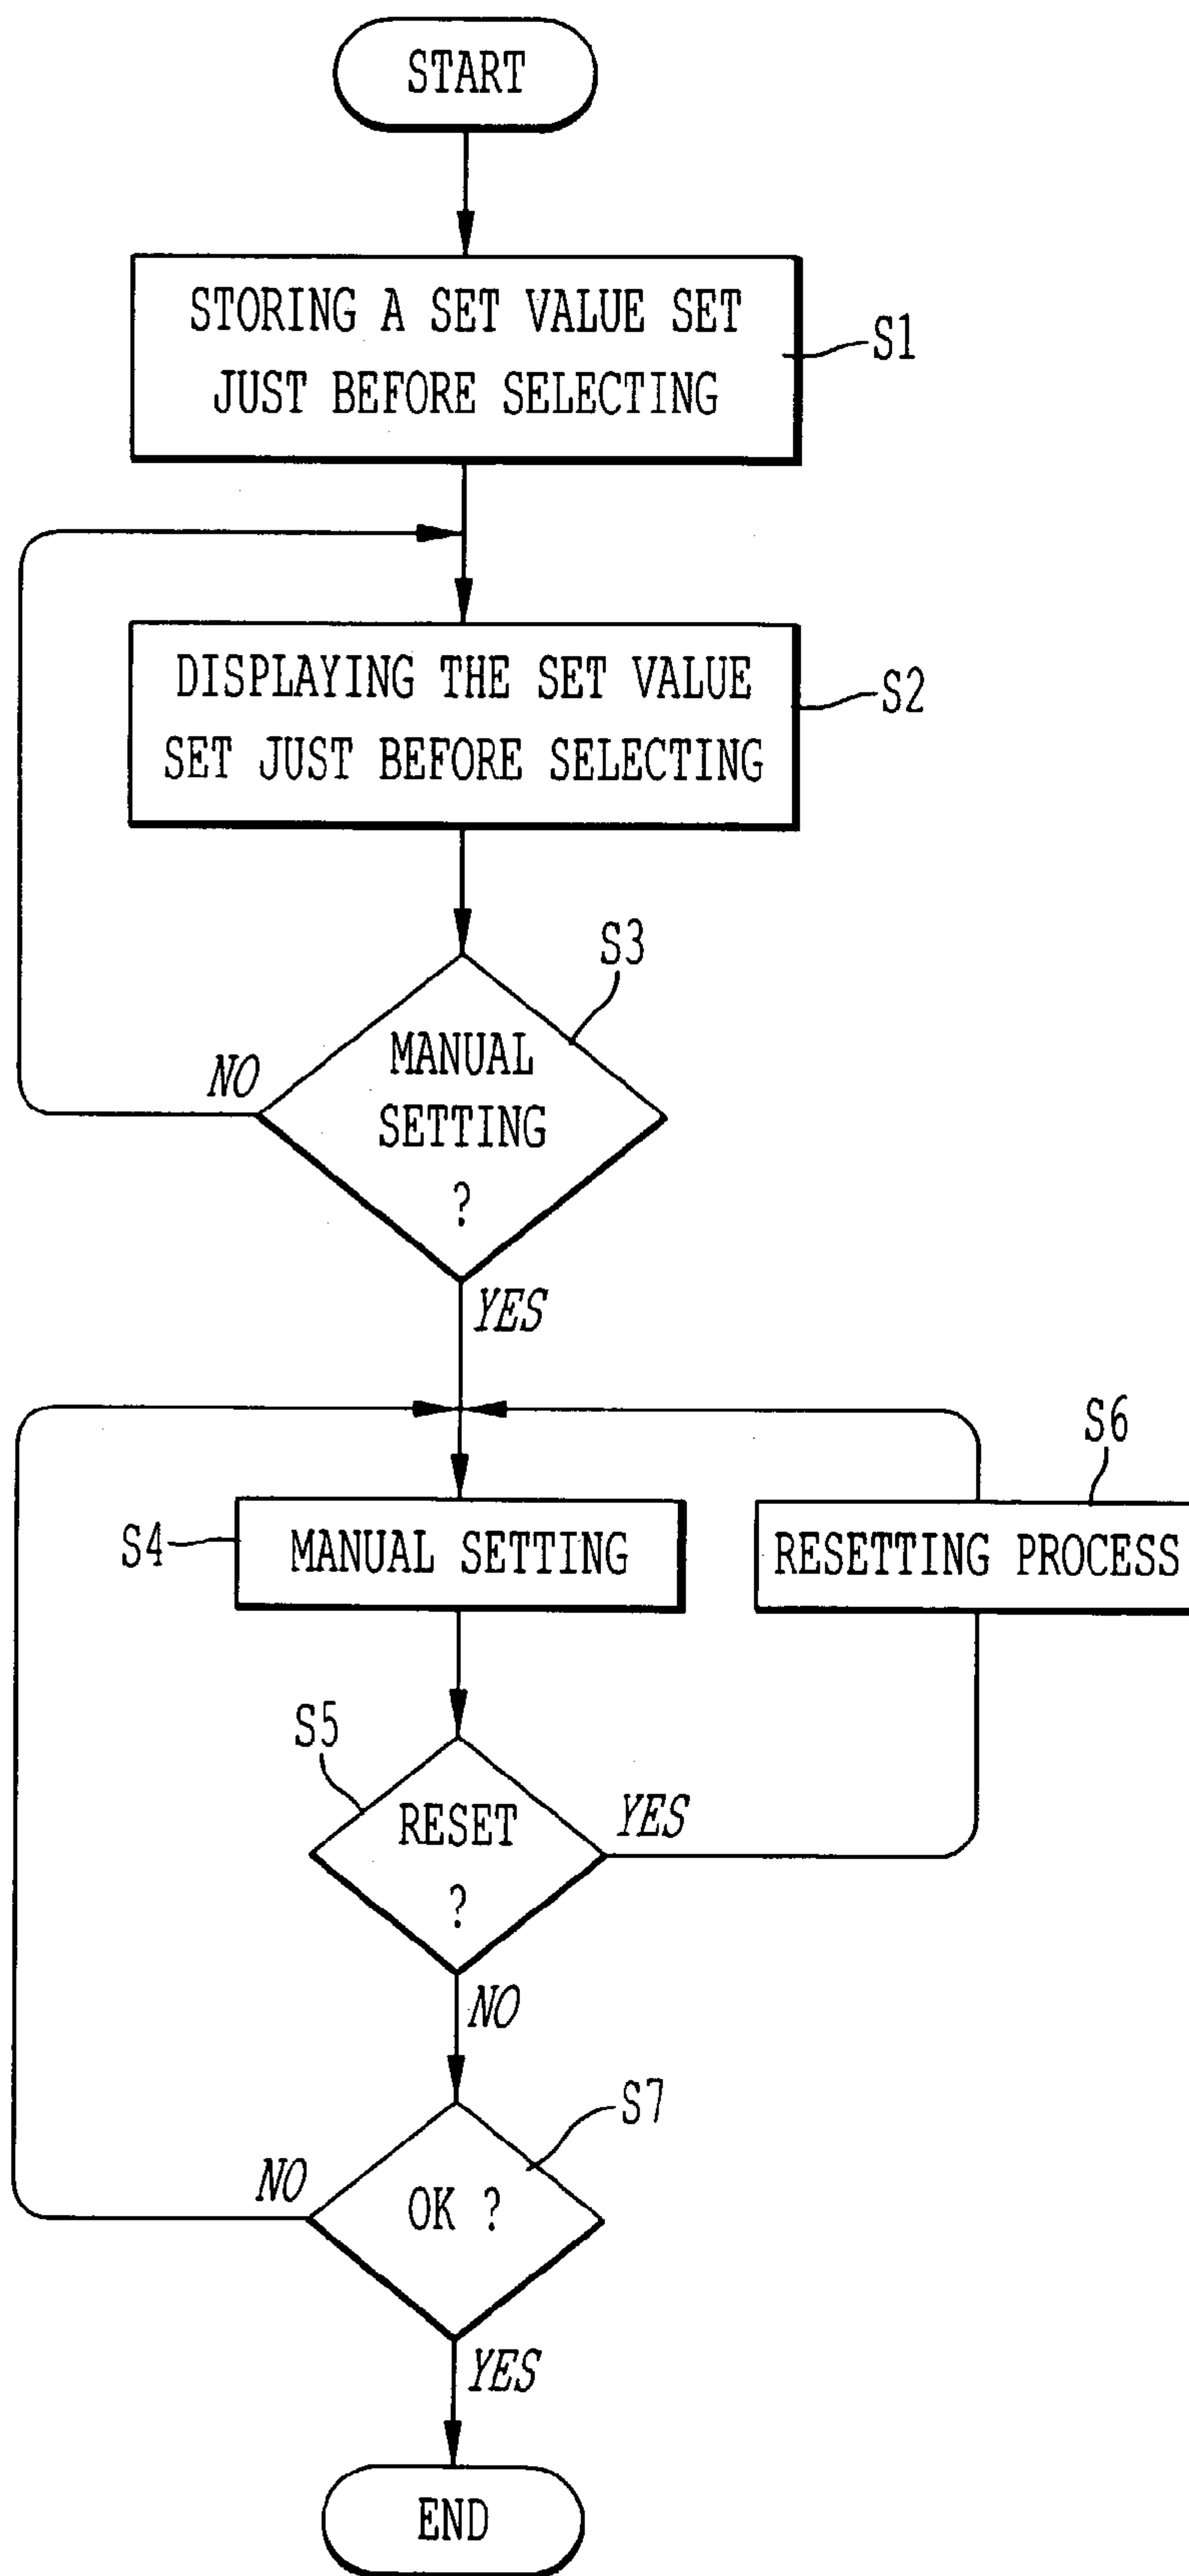 START
STORING A SET VALUE SET
JUST BEFORE SELECTING
S1
DISPLAYING THE SET VALUE
SET JUST BEFORE SELECTING
S2
S3
MANUAL
SETTING
?
NO
YES
S6
S4
MANUAL SETTING
RESETTING PROCESS
S5
RESET
?
YES
NO
S7
OK ?
NO
YES
END